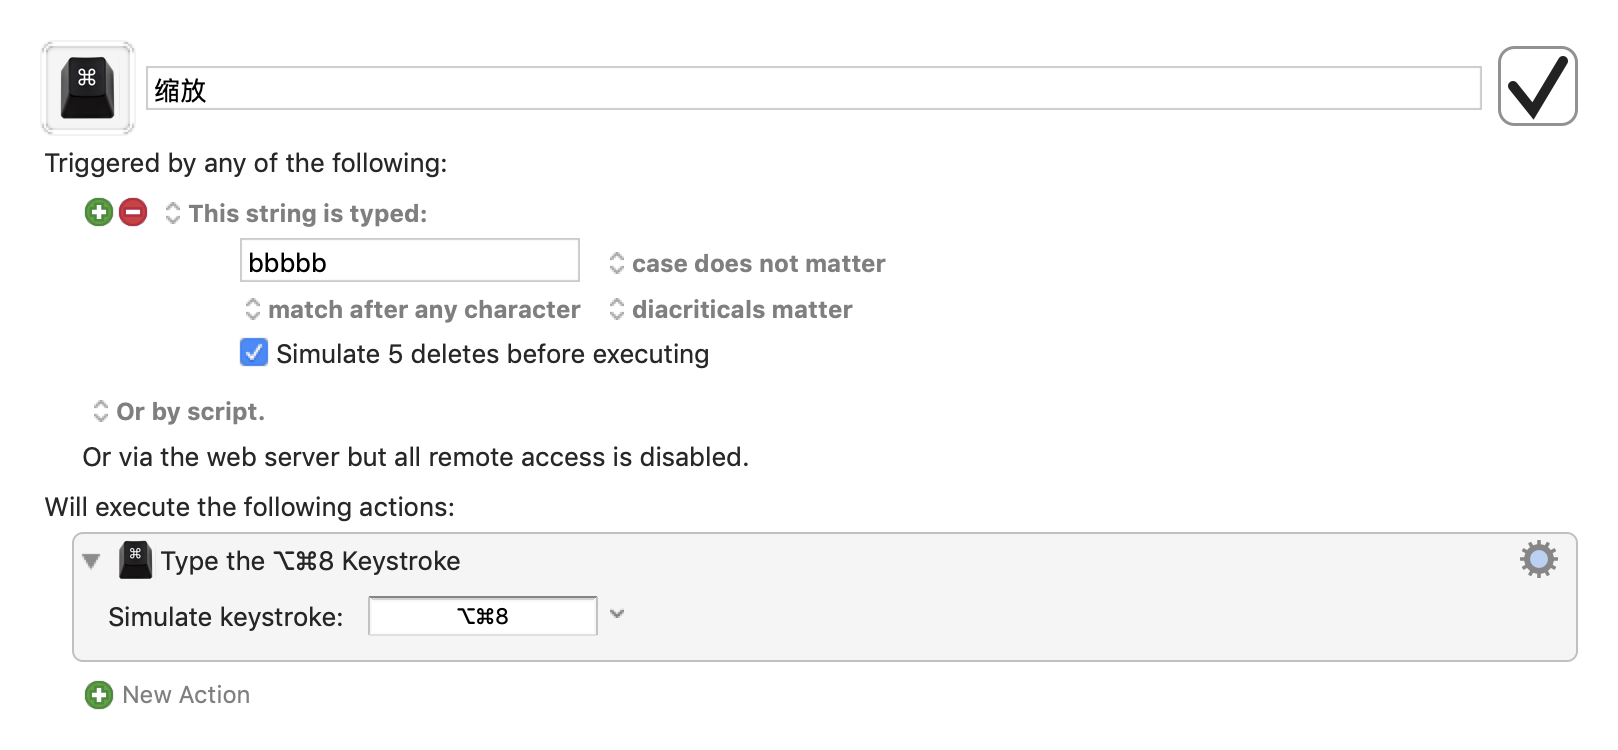 ⌘
缩放
Triggered by any of the following:
This string is typed:
bbbbb
case does not matter
match after any character
diacriticals matter
Simulate 5 deletes before executing
Or by script.
Or via the web server but all remote access is disabled.
Will execute the following actions:
⌘ Type the ⌥⌘8 Keystroke
Simulate keystroke: ⌥⌘8
New Action